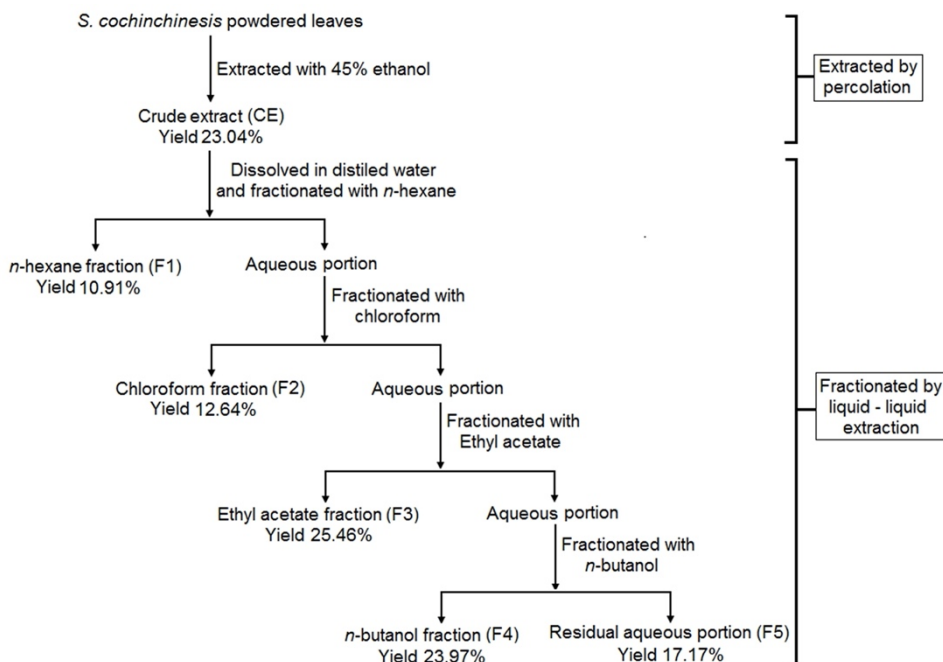 S. cochinchinesis powdered leaves
Extracted with 45% ethanol
Extracted by
percolation
Crude extract (CE)
Yield 23.04%
Dissolved in distiled water
and fractionated with n-hexane
n-hexane fraction (F1)
Yield 10.91%
Aqueous portion
Fractionated with
chloroform
Chloroform fraction (F2)
Yield 12.64%
Aqueous portion
Fractionated by
liquid - liquid
extraction
Fractionated with
Ethyl acetate
Ethyl acetate fraction (F3)
Yield 25.46%
Aqueous portion
Fractionated with
n-butanol
n-butanol fraction (F4)
Yield 23.97%
Residual aqueous portion (F5)
Yield 17.17%